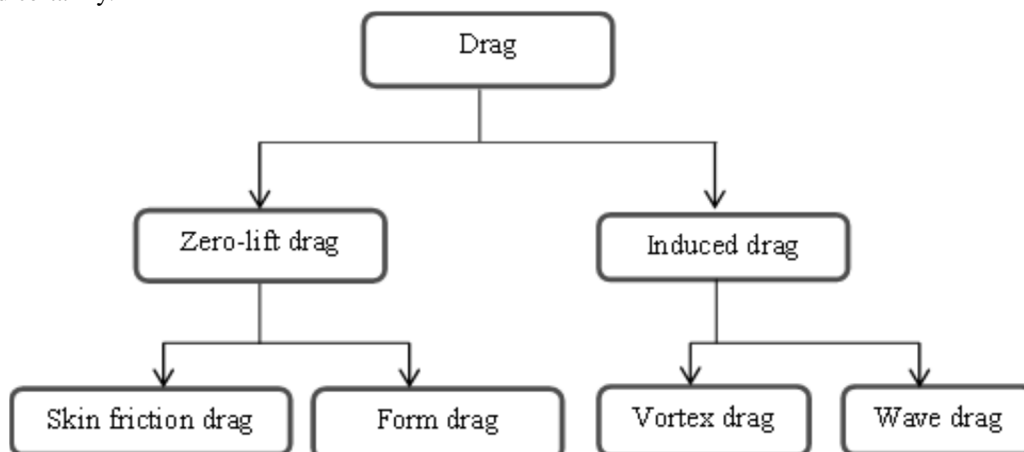 Drag
Zero-lift drag
Induced drag
Skin friction drag
Form drag
Vortex drag
Wave drag